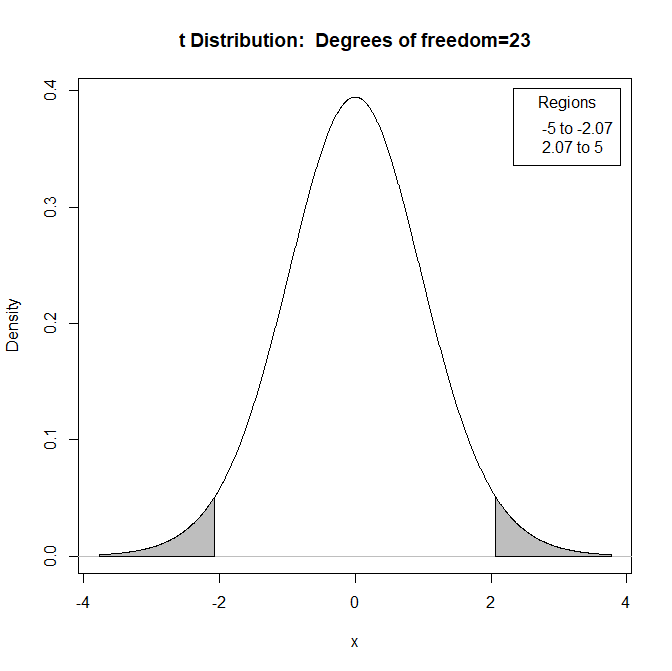 t Distribution:  Degrees of freedom=23
Regions
-5 to -2.07
2.07 to 5
Density
0.4
0.3
0.2
0.1
0.0
-4 -2 0 2 4
x